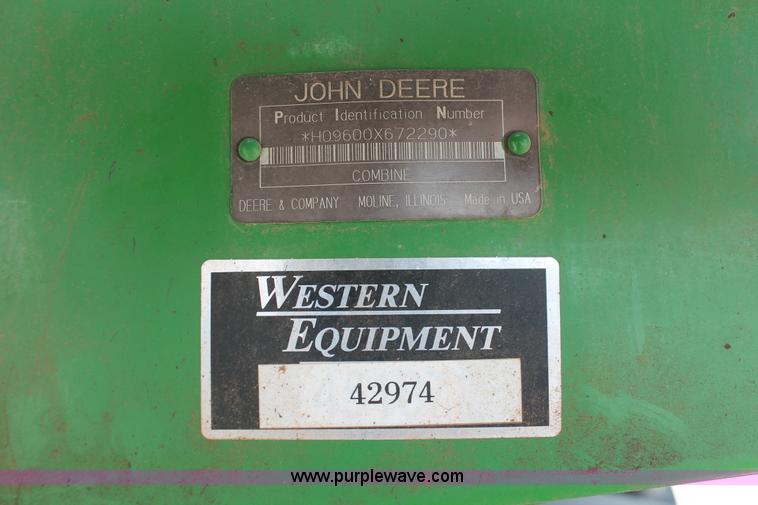 JOHN DEERE
Product Identification Number
*H09600X672290*
COMBINE
DEERE & COMPANY MOLINE, ILLINOIS Made in USA
WESTERN
EQUIPMENT
42974
www.purplewave.com